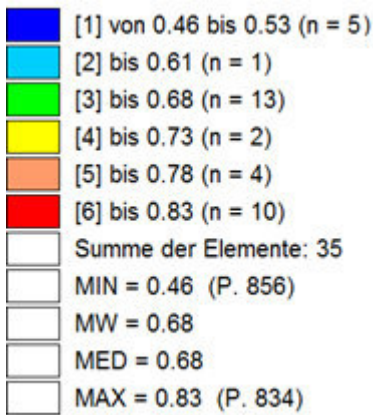 [1] von 0.46 bis 0.53 (n = 5)
[2] bis 0.61 (n = 1)
[3] bis 0.68 (n = 13)
[4] bis 0.73 (n = 2)
[5] bis 0.78 (n = 4)
[6] bis 0.83 (n = 10)
Summe der Elemente: 35
MIN = 0.46 (P. 856)
MW = 0.68
MED = 0.68
MAX = 0.83 (P. 834)